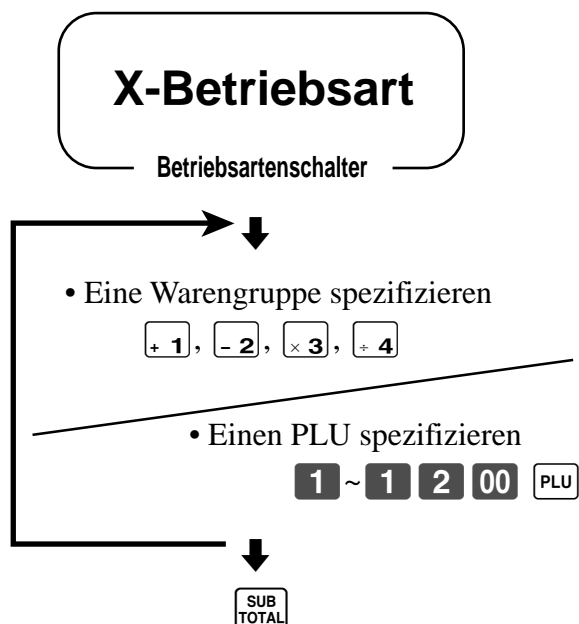 X-Betriebsart
Betriebsartenschalter
• Eine Warengruppe spezifizieren
+ 1, - 2, × 3, ÷ 4
• Einen PLU spezifizieren
1 ~ 1 2 00 PLU
SUB
TOTAL